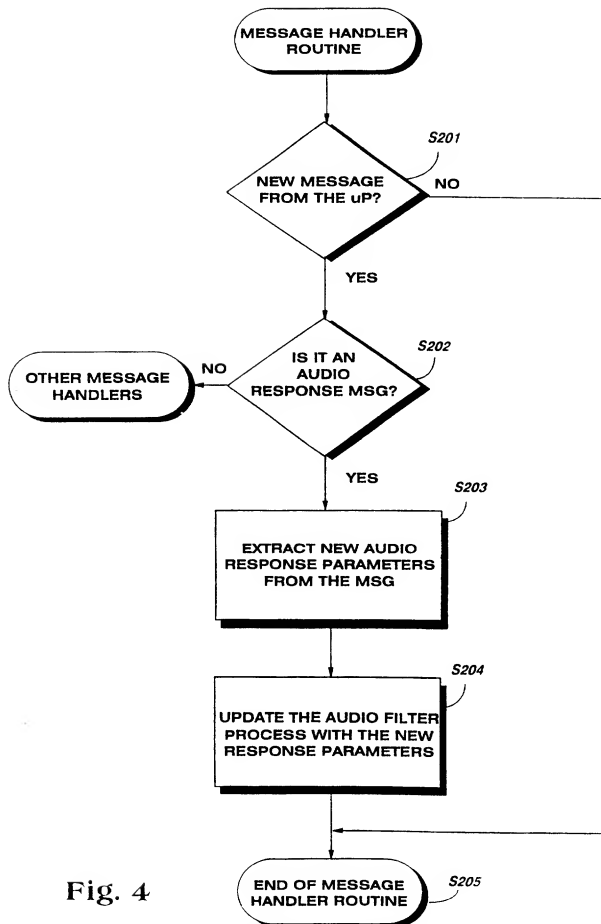 MESSAGE HANDLER
ROUTINE
S201
NEW MESSAGE
FROM THE uP?
NO
YES
S202
IS IT AN
AUDIO
RESPONSE MSG?
NO
OTHER MESSAGE
HANDLERS
YES
S203
EXTRACT NEW AUDIO
RESPONSE PARAMETERS
FROM THE MSG
S204
UPDATE THE AUDIO FILTER
PROCESS WITH THE NEW
RESPONSE PARAMETERS
END OF MESSAGE
HANDLER ROUTINE
S205
Fig. 4